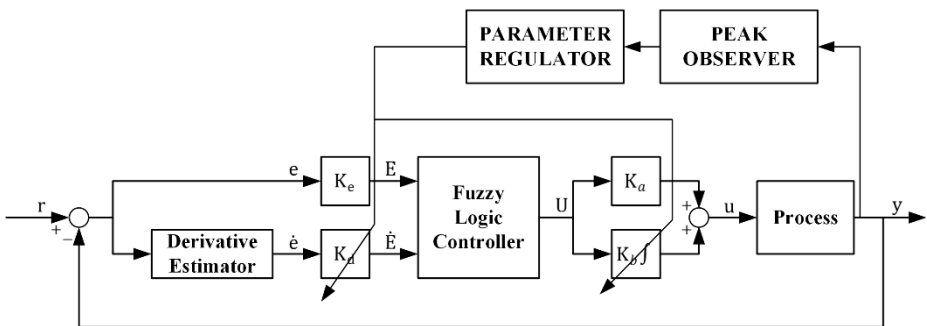 PARAMETER
REGULATOR
PEAK
OBSERVER
r
+
−
e
Kₑ
E
Derivative
Estimator
ė
K_d
Ė
Fuzzy
Logic
Controller
U
Kₐ
K_b ∫
+
+
u
Process
y